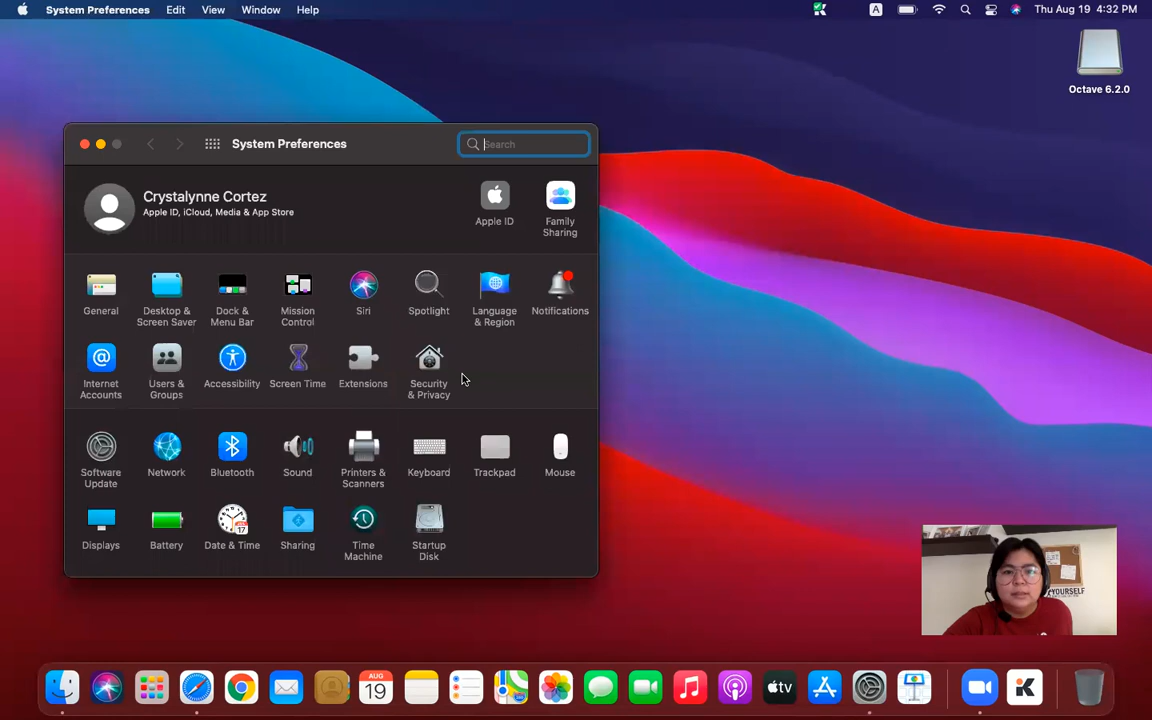 System Preferences Edit View Window Help
A
Thu Aug 19 4:32 PM
Octave 6.2.0
System Preferences
Search
Crystalynne Cortez
Apple ID, iCloud, Media & App Store
Apple ID
Family
Sharing
General
Desktop &
Screen Saver
Dock &
Menu Bar
Mission
Control
Siri
Spotlight
Language
& Region
Notifications
Internet
Accounts
Users &
Groups
Accessibility
Screen Time
Extensions
Security
& Privacy
Software
Update
Network
Bluetooth
Sound
Printers &
Scanners
Keyboard
Trackpad
Mouse
Displays
Battery
JUL
17
Date & Time
Sharing
Time
Machine
Startup
Disk
YOURSELF
AUG
19
tv